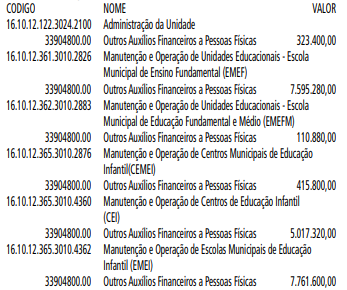 CODIGO NOME VALOR
16.10.12.122.3024.2100 Administração da Unidade
33904800.00 Outros Auxílios Financeiros a Pessoas Físicas 323.400,00
16.10.12.361.3010.2826 Manutenção e Operação de Unidades Educacionais - Escola
Municipal de Ensino Fundamental (EMEF)
33904800.00 Outros Auxílios Financeiros a Pessoas Físicas 7.595.280,00
16.10.12.362.3010.2883 Manutenção e Operação de Unidades Educacionais - Escola
Municipal de Educação Fundamental e Médio (EMEFM)
33904800.00 Outros Auxílios Financeiros a Pessoas Físicas 110.880,00
16.10.12.365.3010.2876 Manutenção e Operação de Centros Municipais de Educação
Infantil(CEMEI)
33904800.00 Outros Auxílios Financeiros a Pessoas Físicas 415.800,00
16.10.12.365.3010.4360 Manutenção e Operação de Centros de Educação Infantil
(CEI)
33904800.00 Outros Auxílios Financeiros a Pessoas Físicas 5.017.320,00
16.10.12.365.3010.4362 Manutenção e Operação de Escolas Municipais de Educação
Infantil (EMEI)
33904800.00 Outros Auxílios Financeiros a Pessoas Físicas 7.761.600,00